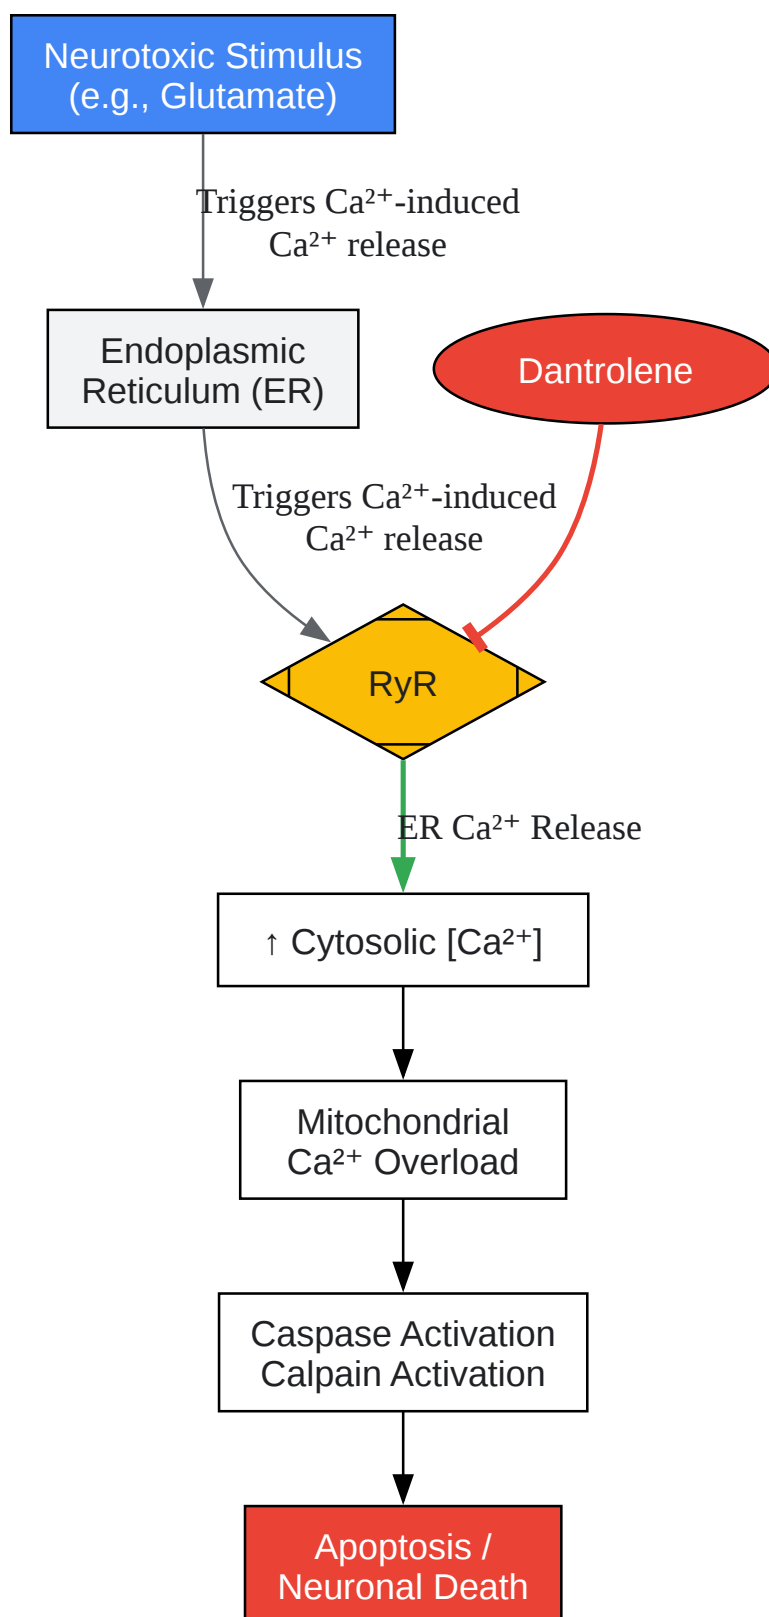 Neurotoxic Stimulus
(e.g., Glutamate)
Triggers Ca²⁺-induced
Ca²⁺ release
Endoplasmic
Reticulum (ER)
Dantrolene
Triggers Ca²⁺-induced
Ca²⁺ release
RyR
ER Ca²⁺ Release
↑ Cytosolic [Ca²⁺]
Mitochondrial
Ca²⁺ Overload
Caspase Activation
Calpain Activation
Apoptosis /
Neuronal Death